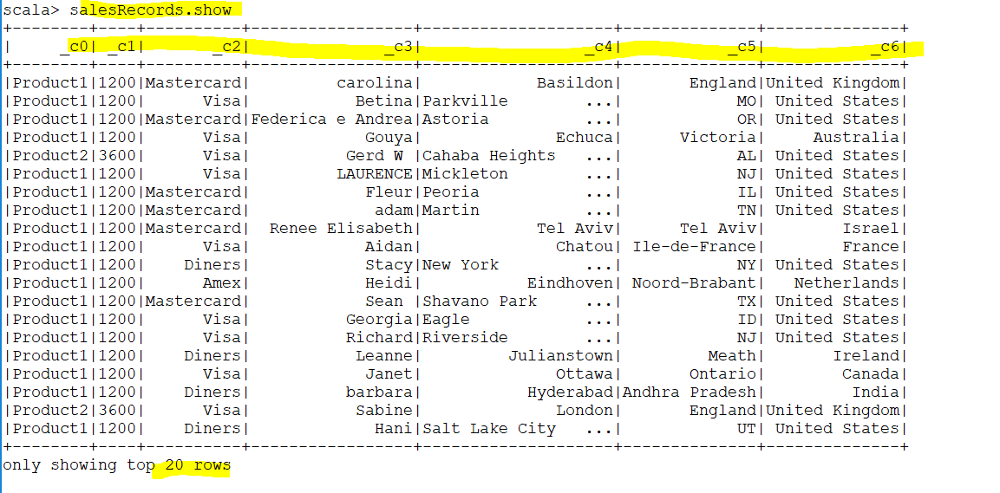 scala> salesRecords.show
+--------+----+----------+------------------+--------------------+--------------+--------------+
|     _c0| _c1|       _c2|               _c3|                 _c4|           _c5|           _c6|
+--------+----+----------+------------------+--------------------+--------------+--------------+
|Product1|1200|Mastercard|          carolina|            Basildon|       England|United Kingdom|
|Product1|1200|      Visa|            Betina|Parkville        ...|            MO| United States|
|Product1|1200|Mastercard|Federica e Andrea|Astoria          ...|            OR| United States|
|Product1|1200|      Visa|             Gouya|              Echuca|      Victoria|     Australia|
|Product2|3600|      Visa|           Gerd W |Cahaba Heights   ...|            AL| United States|
|Product1|1200|      Visa|          LAURENCE|Mickleton        ...|            NJ| United States|
|Product1|1200|Mastercard|             Fleur|Peoria           ...|            IL| United States|
|Product1|1200|Mastercard|              adam|Martin           ...|            TN| United States|
|Product1|1200|Mastercard|   Renee Elisabeth|            Tel Aviv|      Tel Aviv|        Israel|
|Product1|1200|      Visa|             Aidan|              Chatou| Ile-de-France|        France|
|Product1|1200|    Diners|             Stacy|New York         ...|            NY| United States|
|Product1|1200|      Amex|             Heidi|           Eindhoven| Noord-Brabant|   Netherlands|
|Product1|1200|Mastercard|             Sean |Shavano Park     ...|            TX| United States|
|Product1|1200|      Visa|           Georgia|Eagle            ...|            ID| United States|
|Product1|1200|      Visa|           Richard|Riverside        ...|            NJ| United States|
|Product1|1200|    Diners|            Leanne|         Julianstown|         Meath|       Ireland|
|Product1|1200|      Visa|             Janet|              Ottawa|       Ontario|        Canada|
|Product1|1200|    Diners|           barbara|           Hyderabad|Andhra Pradesh|         India|
|Product2|3600|      Visa|            Sabine|              London|       England|United Kingdom|
|Product1|1200|    Diners|              Hani|Salt Lake City   ...|            UT| United States|
+--------+----+----------+------------------+--------------------+--------------+--------------+
only showing top 20 rows